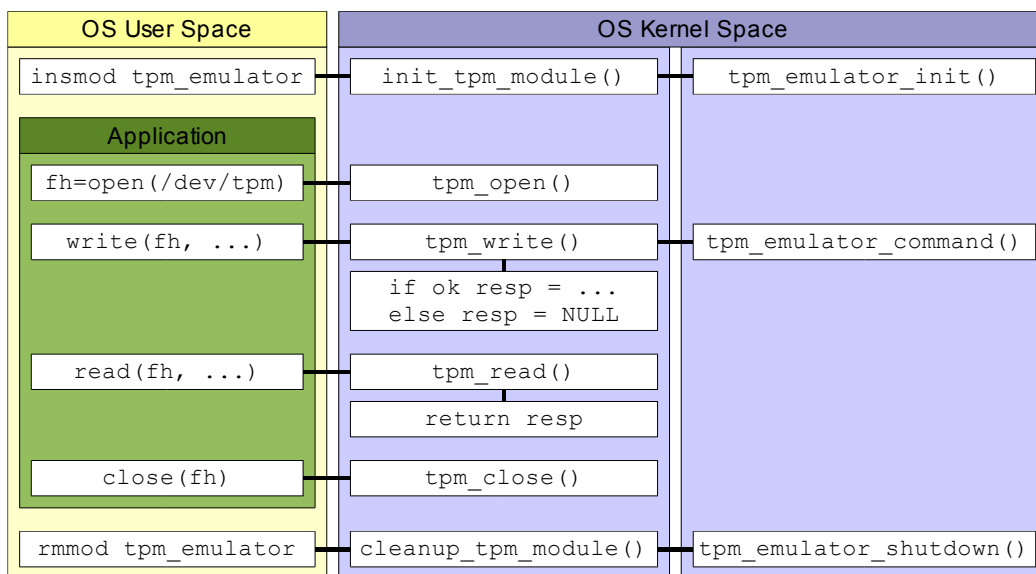 OS User Space
OS Kernel Space
insmod tpm_emulator
init_tpm_module()
tpm_emulator_init()
Application
fh=open(/dev/tpm)
tpm_open()
write(fh, ...)
tpm_write()
tpm_emulator_command()
if ok resp = ...
else resp = NULL
read(fh, ...)
tpm_read()
return resp
close(fh)
tpm_close()
rmmod tpm_emulator
cleanup_tpm_module()
tpm_emulator_shutdown()